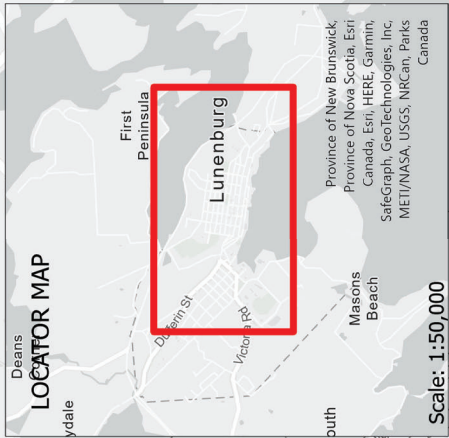 Deans
LOCATOR MAP
ydale
First
Peninsula
Lunenburg
Dufferin St
Victoria Rd
Masons
Beach
outh
Province of New Brunswick,
Province of Nova Scotia, Esri
Canada, Esri, HERE, Garmin,
SafeGraph, GeoTechnologies, Inc,
METI/NASA, USGS, NRCan, Parks
Canada
Scale: 1:50,000